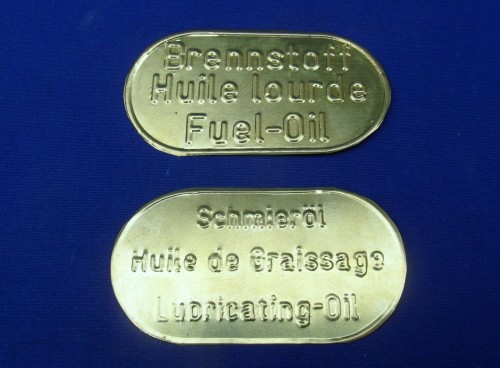 Brennstoff
Huile lourde
Fuel-Oil
Schmieröl
Huile de Graissage
Lubricating-Oil